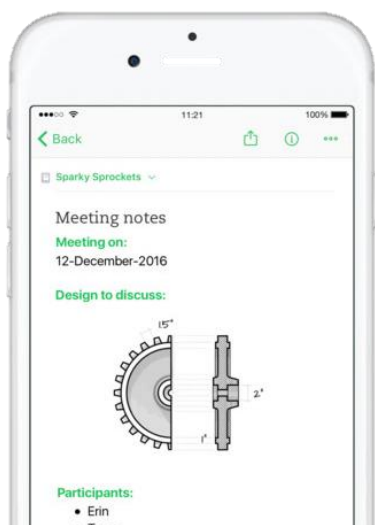 11:21
100%
Back
Sparky Sprockets
Meeting notes
Meeting on:
12-December-2016
Design to discuss:
15°
2"
1"
Participants:
• Erin